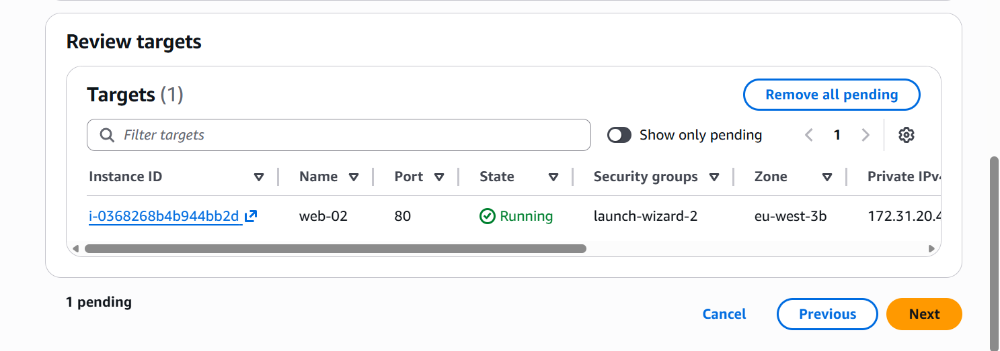 Review targets
Targets (1)
Remove all pending
Filter targets
Show only pending
1
Instance ID Name Port State Security groups Zone Private IPv4
i-0368268b4b944bb2d web-02 80 Running launch-wizard-2 eu-west-3b 172.31.20.4
1 pending
Cancel Previous Next